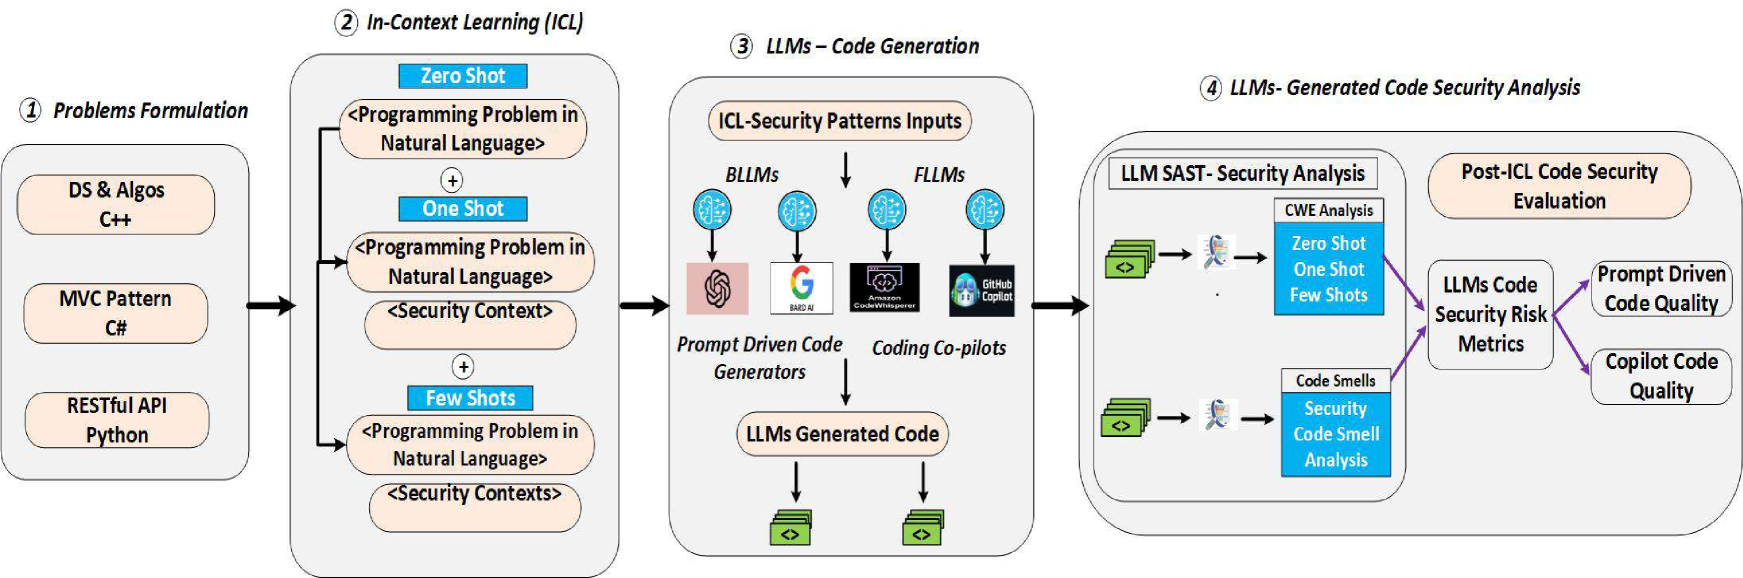 1 Problems Formulation
DS & Algos
C++
MVC Pattern
C#
RESTful API
Python
2 In-Context Learning (ICL)
Zero Shot
<Programming Problem in
Natural Language>
+
One Shot
<Programming Problem in
Natural Language>
<Security Context>
+
Few Shots
<Programming Problem in
Natural Language>
<Security Contexts>
3 LLMs – Code Generation
ICL-Security Patterns Inputs
BLLMs
FLLMs
BARD AI
Amazon
CodeWhisperer
GitHub
Copilot
Prompt Driven Code
Generators
Coding Co-pilots
LLMs Generated Code
<>
<>
4 LLMs- Generated Code Security Analysis
LLM SAST- Security Analysis
CWE Analysis
Zero Shot
One Shot
Few Shots
<>
Code Smells
Security
Code Smell
Analysis
<>
Post-ICL Code Security
Evaluation
LLMs Code
Security Risk
Metrics
Prompt Driven
Code Quality
Copilot Code
Quality